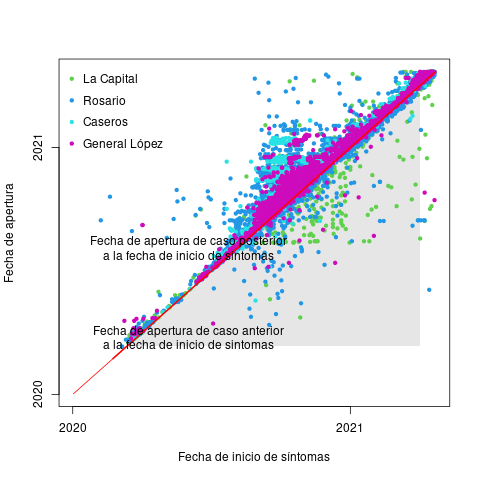 La Capital
Rosario
Caseros
General López
Fecha de apertura de caso posterior
a la fecha de inicio de síntomas
Fecha de apertura de caso anterior
a la fecha de inicio de síntomas
2021
2020
Fecha de apertura
2020
2021
Fecha de inicio de síntomas